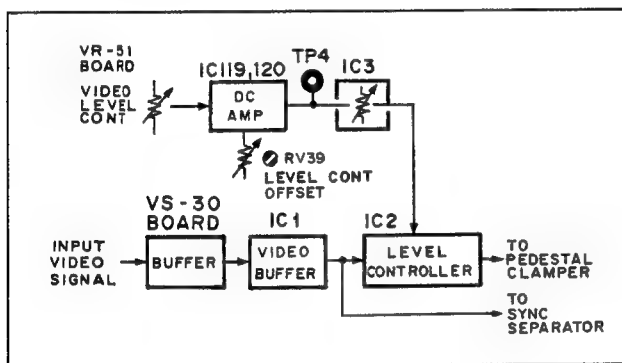 VR-51
BOARD
VIDEO
LEVEL
CONT
IC119,120
DC
AMP
TP4
IC3
RV39
LEVEL CONT
OFFSET
VS-30
BOARD
IC1
IC2
INPUT
VIDEO
SIGNAL
BUFFER
VIDEO
BUFFER
LEVEL
CONTROLLER
TO
PEDESTAL
CLAMPER
TO
SYNC
SEPARATOR